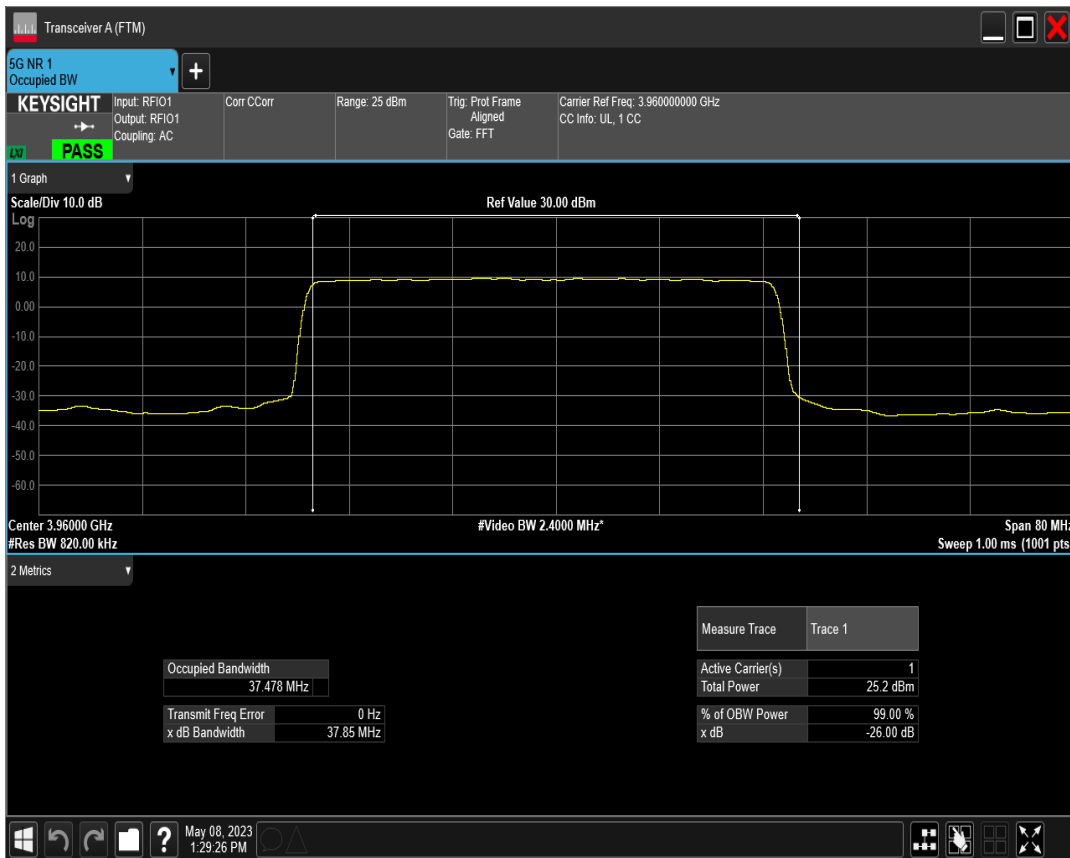 Transceiver A (FTM)
5G NR 1
Occupied BW
+
KEYSIGHT
LXI
PASS
Input: RFIO1
Output: RFIO1
Coupling: AC
Corr CCorr
Range: 25 dBm
Trig: Prot Frame
Aligned
Gate: FFT
Carrier Ref Freq: 3.960000000 GHz
CC Info: UL, 1 CC
1 Graph
Scale/Div 10.0 dB
Ref Value 30.00 dBm
Log
20.0
10.0
0.00
-10.0
-20.0
-30.0
-40.0
-50.0
-60.0
Center 3.96000 GHz
#Video BW 2.4000 MHz*
Span 80 MHz
#Res BW 820.00 kHz
Sweep 1.00 ms (1001 pts
2 Metrics
Measure Trace Trace 1
Occupied Bandwidth
37.478 MHz
Active Carrier(s) 1
Total Power 25.2 dBm
Transmit Freq Error 0 Hz
x dB Bandwidth 37.85 MHz
% of OBW Power 99.00 %
x dB -26.00 dB
?
May 08, 2023
1:29:26 PM